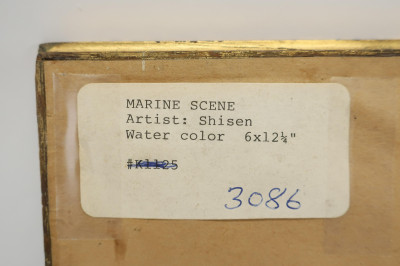 MARINE SCENE
Artist: Shisen
Water color 6x12¼"
#K1125
3086